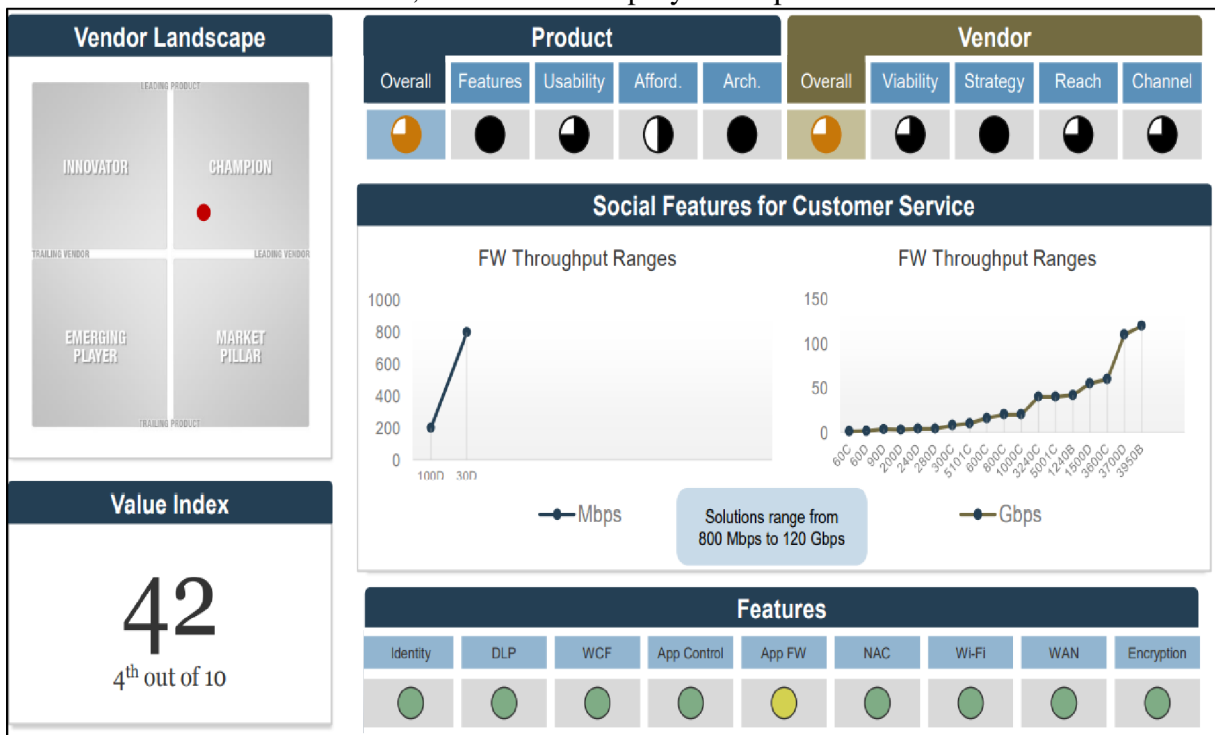 Vendor Landscape
LEADING PRODUCT
INNOVATOR
CHAMPION
TRAILING VENDOR
LEADING VENDOR
EMERGING
PLAYER
MARKET
PILLAR
TRAILING PRODUCT
Value Index
42
4th out of 10
Product
Vendor
Overall Features Usability Afford. Arch. Overall Viability Strategy Reach Channel
Social Features for Customer Service
FW Throughput Ranges
1000
800
600
400
200
0
100D 30D
Mbps
Solutions range from
800 Mbps to 120 Gbps
FW Throughput Ranges
150
100
50
0
60C 60D 90D 200D 240D 280D 300C 5101C 600C 800C 1000C 3240C 5001C 1240B 1500D 3600C 3700D 3950B
Gbps
Features
Identity DLP WCF App Control App FW NAC Wi-Fi WAN Encryption